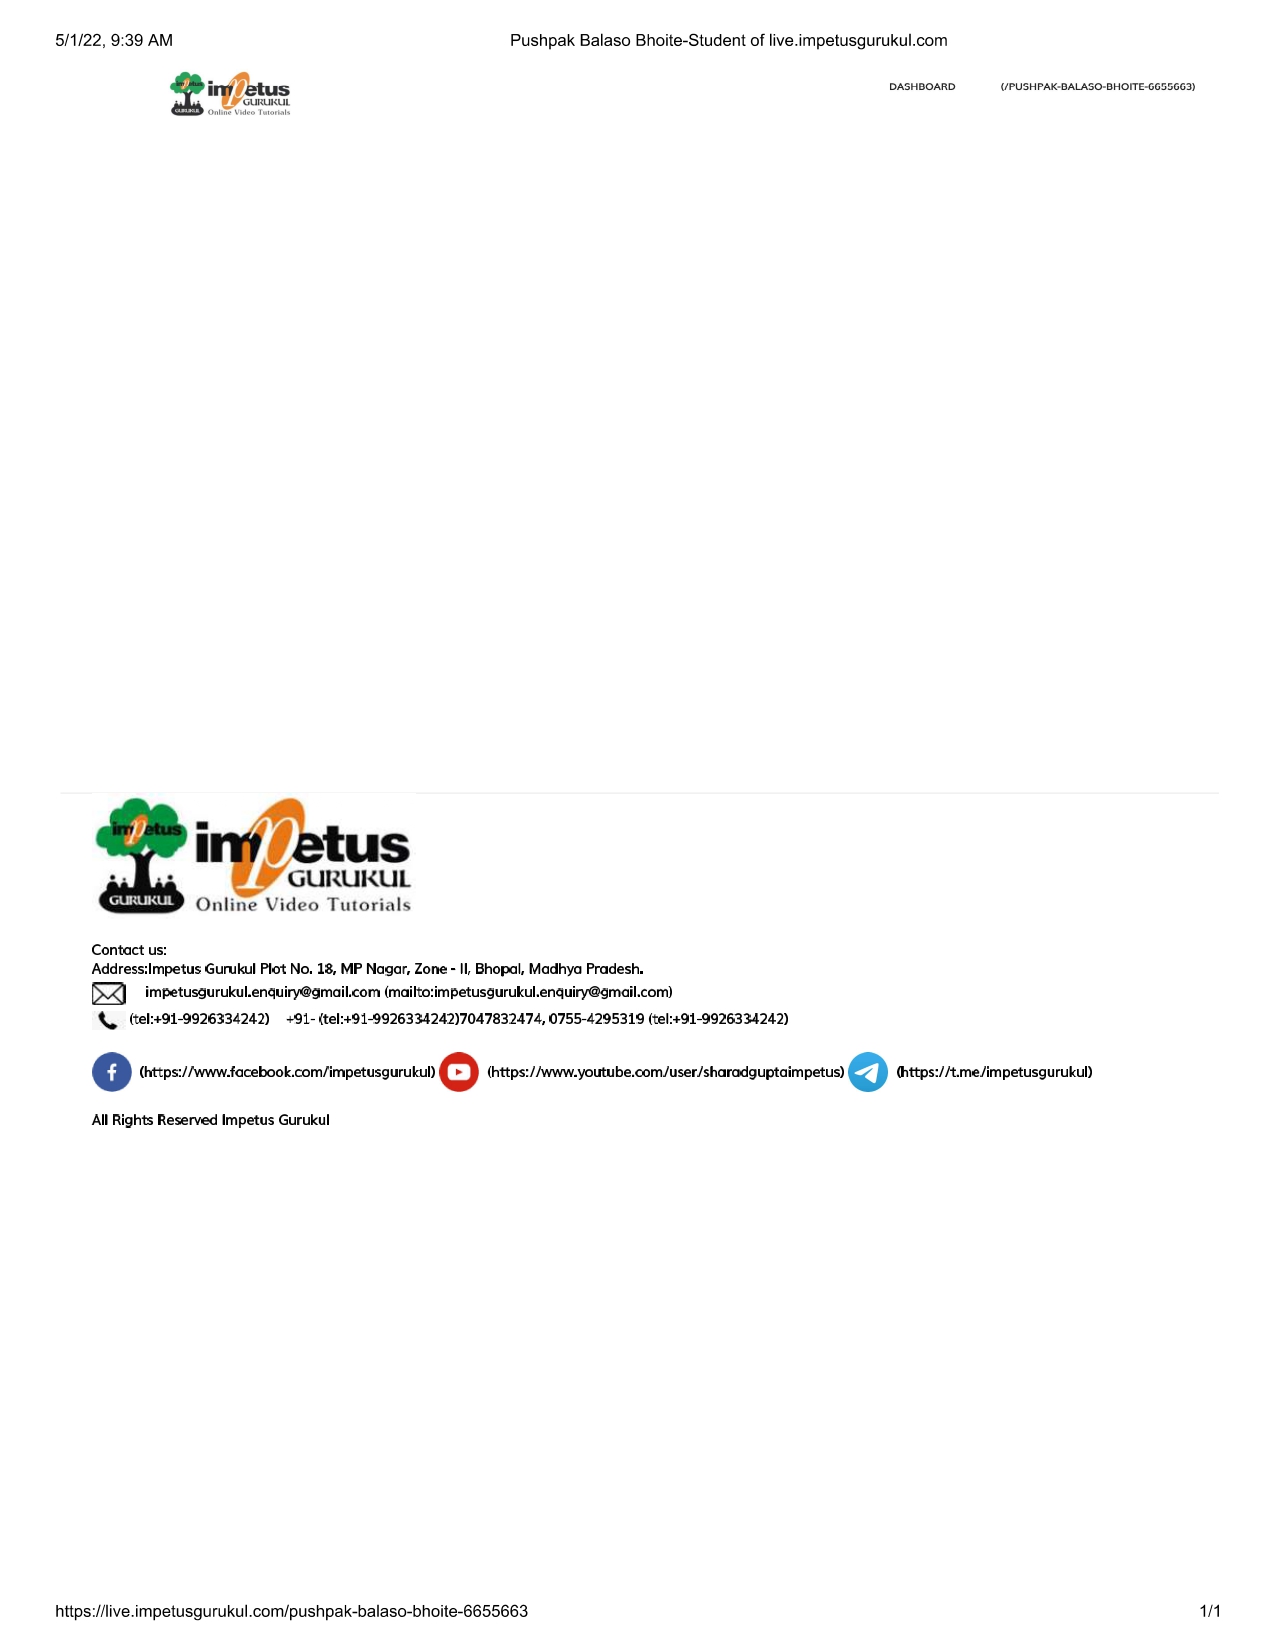 5/1/22, 9:39 AM Pushpak Balaso Bhoite-Student of live.impetusgurukul.com
impetus
GURUKUL
impetus
GURUKUL
Online Video Tutorials
DASHBOARD (/PUSHPAK-BALASO-BHOITE-6655663)
impetus
GURUKUL
impetus
GURUKUL
Online Video Tutorials
Contact us:
Address:Impetus Gurukul Plot No. 18, MP Nagar, Zone - II, Bhopal, Madhya Pradesh.
impetusgurukul.enquiry@gmail.com (mailto:impetusgurukul.enquiry@gmail.com)
(tel:+91-9926334242) +91- (tel:+91-9926334242)7047832474, 0755-4295319 (tel:+91-9926334242)
(https://www.facebook.com/impetusgurukul) (https://www.youtube.com/user/sharadguptaimpetus) (https://t.me/impetusgurukul)
All Rights Reserved Impetus Gurukul
https://live.impetusgurukul.com/pushpak-balaso-bhoite-6655663 1/1